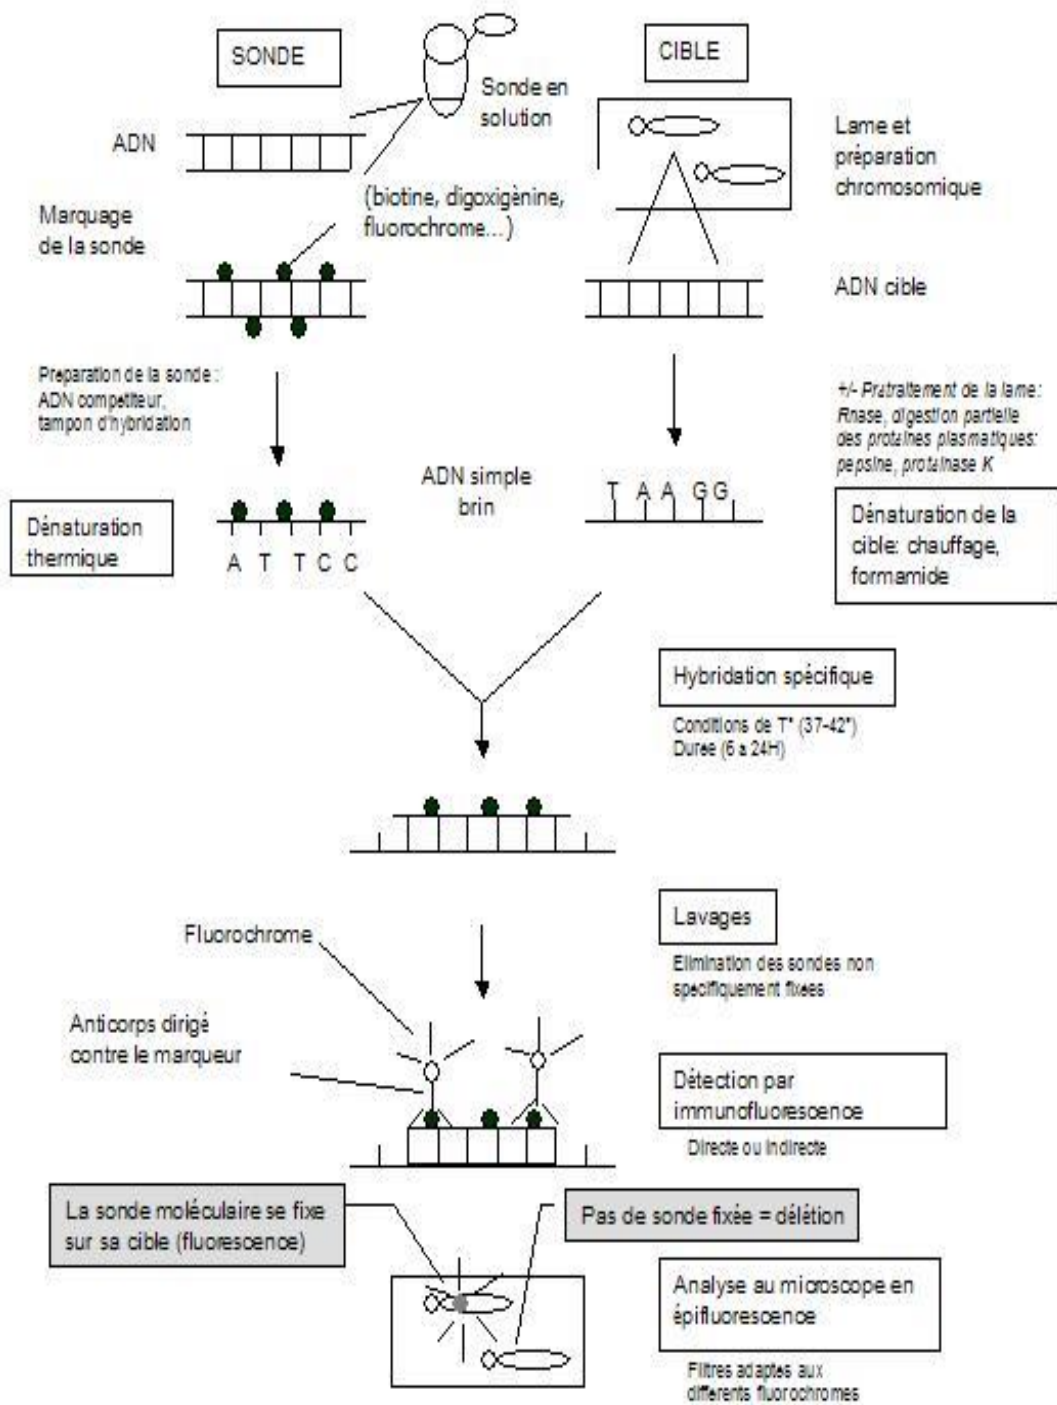 SONDE
CIBLE
Sonde en
solution
ADN
Lame et
préparation
chromosomique
(biotine, digoxigènine,
fluorochrome...)
Marquage
de la sonde
ADN cible
Préparation de la sonde :
ADN compétiteur,
tampon d'hybridation
+/- Prétraitement de la lame:
Rnase, digestion partielle
des protéines plasmatiques:
pepsine, protéinase K
ADN simple
brin
T A A G G
Dénaturation
thermique
A T T C C
Dénaturation de la
cible: chauffage,
formamide
Hybridation spécifique
Conditions de T° (37-42°)
Durée (6 à 24H)
Lavages
Elimination des sondes non
spécifiquement fixées
Fluorochrome
Anticorps dirigé
contre le marqueur
Détection par
immunofluorescence
Directe ou indirecte
La sonde moléculaire se fixe
sur sa cible (fluorescence)
Pas de sonde fixée = délétion
Analyse au microscope en
épifluorescence
Filtres adaptés aux
différents fluorochromes